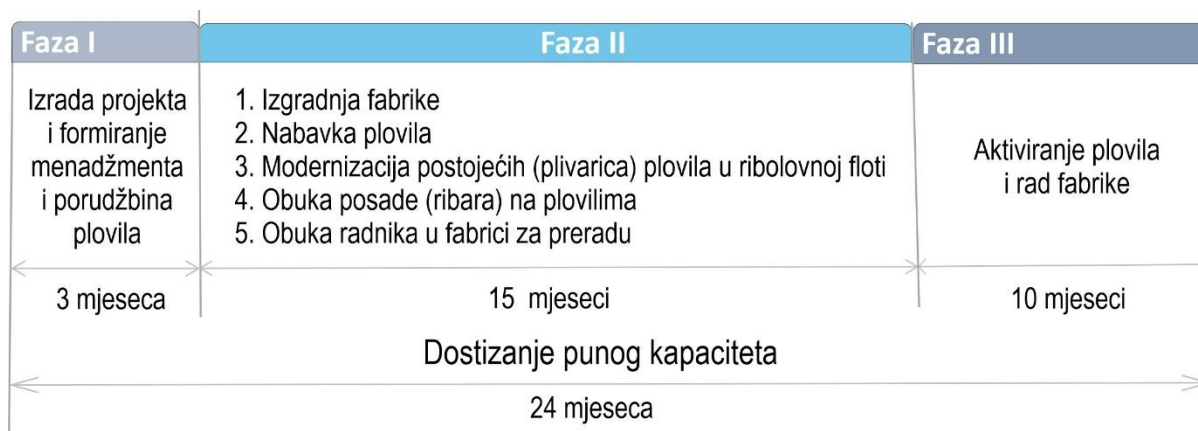 Faza I
Faza II
Faza III
Izrada projekta
i formiranje
menadžmenta
i porudžbina
plovila
1. Izgradnja fabrike
2. Nabavka plovila
3. Modernizacija postojećih (plivarica) plovila u ribolovnoj floti
4. Obuka posade (ribara) na plovilima
5. Obuka radnika u fabrici za preradu
Aktiviranje plovila
i rad fabrike
3 mjeseca
15 mjeseci
10 mjeseci
Dostizanje punog kapaciteta
24 mjeseca